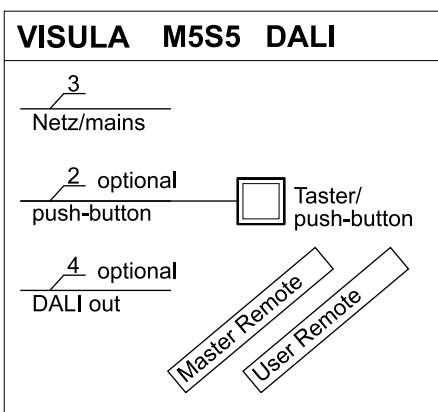 VISULA M5S5 DALI
3
Netz/mains
2 optional
push-button
Taster/
push-button
4 optional
DALI out
Master Remote
User Remote